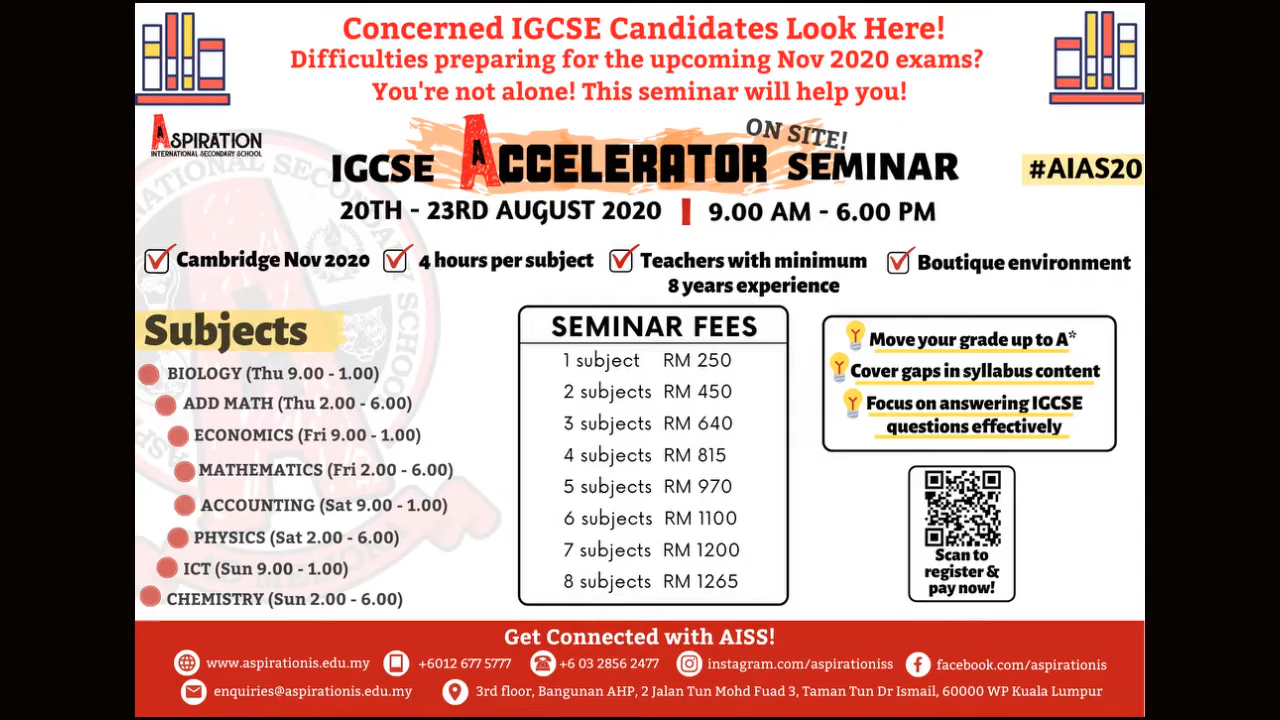 Concerned IGCSE Candidates Look Here!
Difficulties preparing for the upcoming Nov 2020 exams?
You're not alone! This seminar will help you!
ASPIRATION
INTERNATIONAL SECONDARY SCHOOL
ON SITE!
IGCSE ACCELERATOR SEMINAR
#AIAS20
20TH - 23RD AUGUST 2020 | 9.00 AM - 6.00 PM
Cambridge Nov 2020
4 hours per subject
Teachers with minimum
8 years experience
Boutique environment
Subjects
BIOLOGY (Thu 9.00 - 1.00)
ADD MATH (Thu 2.00 - 6.00)
ECONOMICS (Fri 9.00 - 1.00)
MATHEMATICS (Fri 2.00 - 6.00)
ACCOUNTING (Sat 9.00 - 1.00)
PHYSICS (Sat 2.00 - 6.00)
ICT (Sun 9.00 - 1.00)
CHEMISTRY (Sun 2.00 - 6.00)
SEMINAR FEES
1 subject RM 250
2 subjects RM 450
3 subjects RM 640
4 subjects RM 815
5 subjects RM 970
6 subjects RM 1100
7 subjects RM 1200
8 subjects RM 1265
Move your grade up to A*
Cover gaps in syllabus content
Focus on answering IGCSE
questions effectively
Scan to
register &
pay now!
Get Connected with AISS!
www.aspirationis.edu.my
+6012 677 5777
+6 03 2856 2477
instagram.com/aspirationiss
facebook.com/aspirationis
enquiries@aspirationis.edu.my
3rd floor, Bangunan AHP, 2 Jalan Tun Mohd Fuad 3, Taman Tun Dr Ismail, 60000 WP Kuala Lumpur